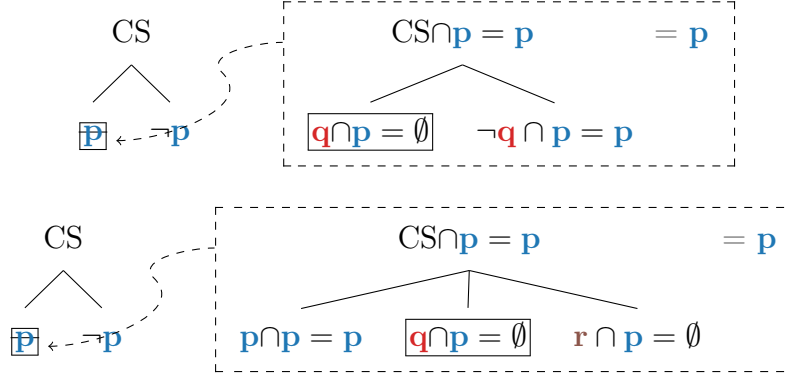 CS CS∩p = p = p
p ¬p q∩p = ∅ ¬q ∩ p = p
CS CS∩p = p = p
p ¬p p∩p = p q∩p = ∅ r ∩ p = ∅